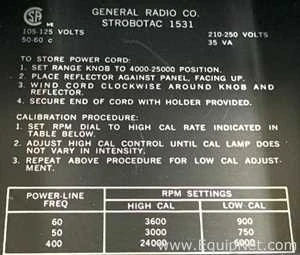 GENERAL RADIO CO.
STROBOTAC 1531
105-125 VOLTS
50-60 c
210-250 VOLTS
35 VA
TO STORE POWER CORD:
1. SET RANGE KNOB TO 4000-25000 POSITION.
2. PLACE REFLECTOR AGAINST PANEL, FACING UP.
3. WIND CORD CLOCKWISE AROUND KNOB AND
REFLECTOR.
4. SECURE END OF CORD WITH HOLDER PROVIDED.
CALIBRATION PROCEDURE:
1. SET RPM DIAL TO HIGH CAL RATE INDICATED IN
TABLE BELOW.
2. ADJUST HIGH CAL CONTROL UNTIL CAL LAMP DOES
NOT VARY IN INTENSITY.
3. REPEAT ABOVE PROCEDURE FOR LOW CAL ADJUST-
MENT.
POWER-LINE FREQ
RPM SETTINGS
HIGH CAL LOW CAL
60 3600 900
50 3000 750
400 24000 6000
www.EquipNet.com